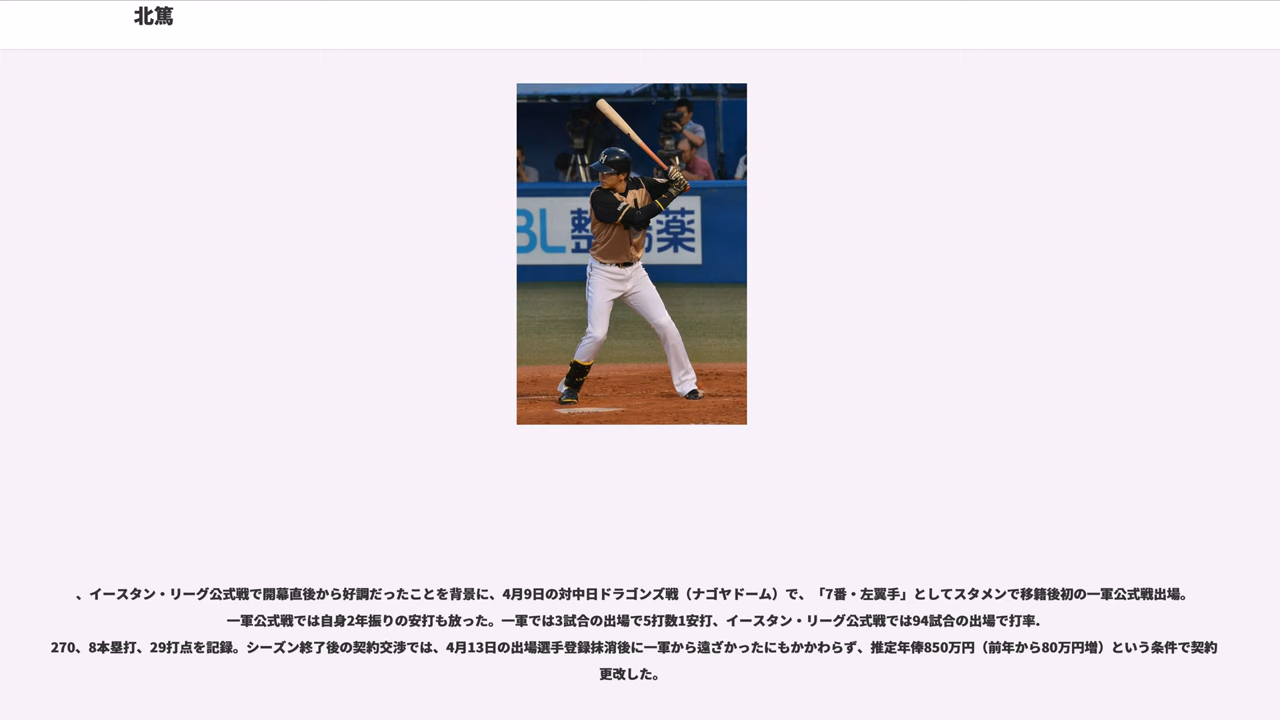 北篤
BL整 薬
、イースタン・リーグ公式戦で開幕直後から好調だったことを背景に、4月9日の対中日ドラゴンズ戦（ナゴヤドーム）で、「7番・左翼手」としてスタメンで移籍後初の一軍公式戦出場。
一軍公式戦では自身2年振りの安打も放った。一軍では3試合の出場で5打数1安打、イースタン・リーグ公式戦では94試合の出場で打率.
270、8本塁打、29打点を記録。シーズン終了後の契約交渉では、4月13日の出場選手登録抹消後に一軍から遠ざかったにもかかわらず、推定年俸850万円（前年から80万円増）という条件で契約
更改した。